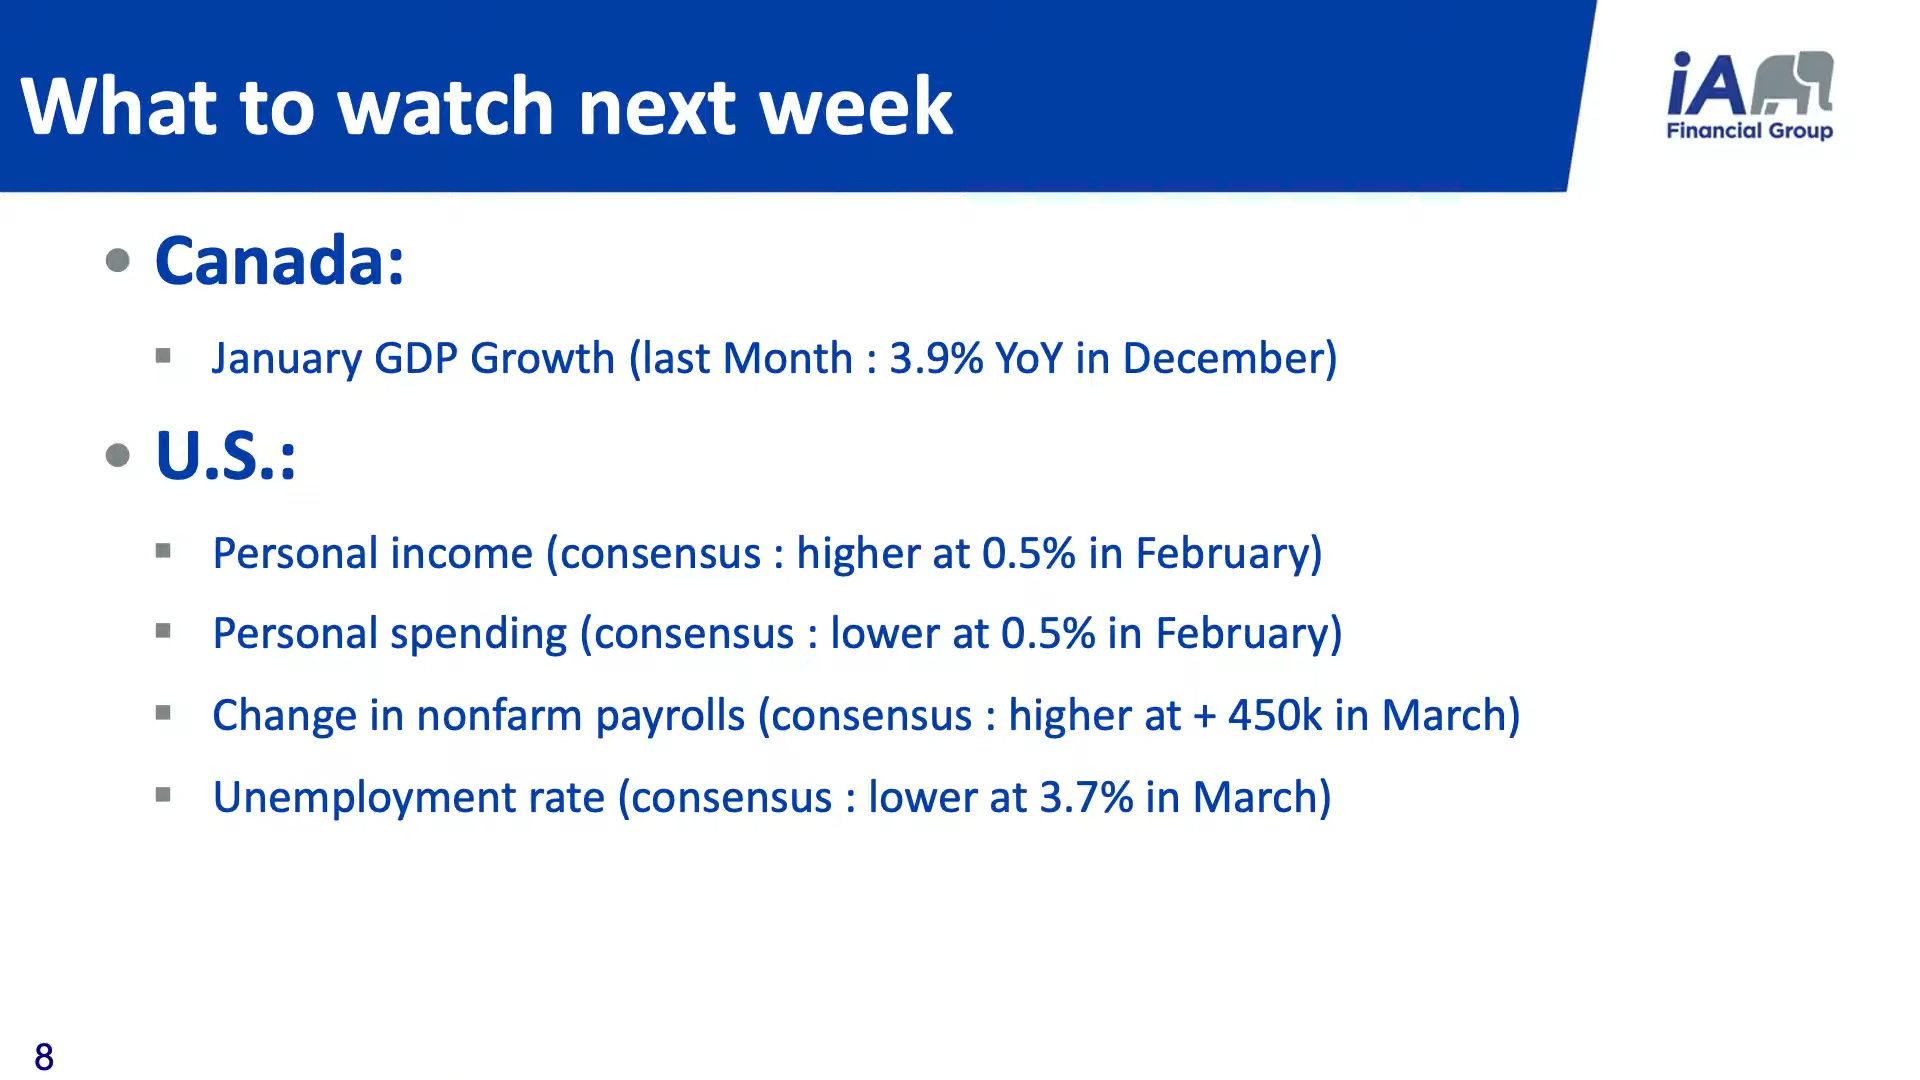 What to watch next week
iA
Financial Group
Canada:
January GDP Growth (last Month : 3.9% YoY in December)
U.S.:
Personal income (consensus : higher at 0.5% in February)
Personal spending (consensus : lower at 0.5% in February)
Change in nonfarm payrolls (consensus : higher at + 450k in March)
Unemployment rate (consensus : lower at 3.7% in March)
8